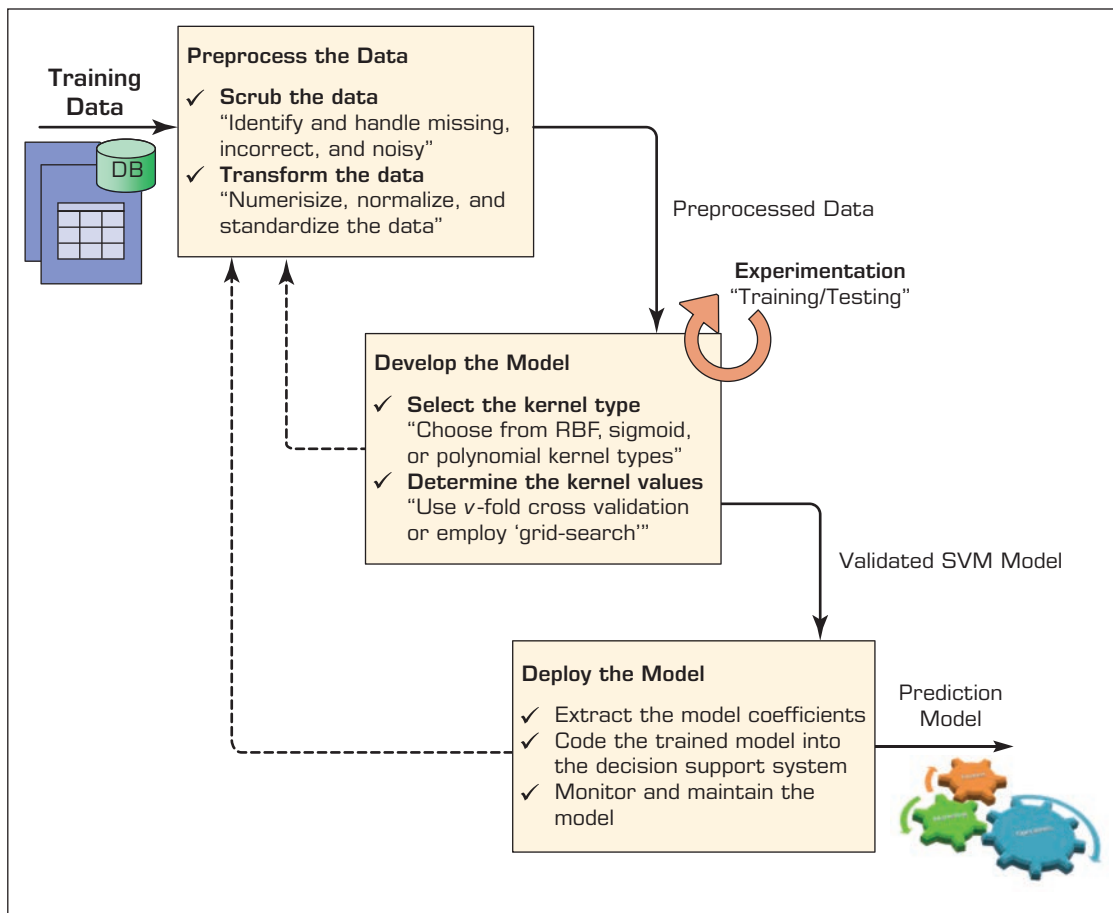 Training
Data
DB
Preprocess the Data
✓ Scrub the data
“Identify and handle missing,
incorrect, and noisy”
✓ Transform the data
“Numerisize, normalize, and
standardize the data”
Preprocessed Data
Experimentation
“Training/Testing”
Develop the Model
✓ Select the kernel type
“Choose from RBF, sigmoid,
or polynomial kernel types”
✓ Determine the kernel values
“Use v-fold cross validation
or employ ‘grid-search’”
Validated SVM Model
Deploy the Model
✓ Extract the model coefficients
✓ Code the trained model into
the decision support system
✓ Monitor and maintain the
model
Prediction
Model